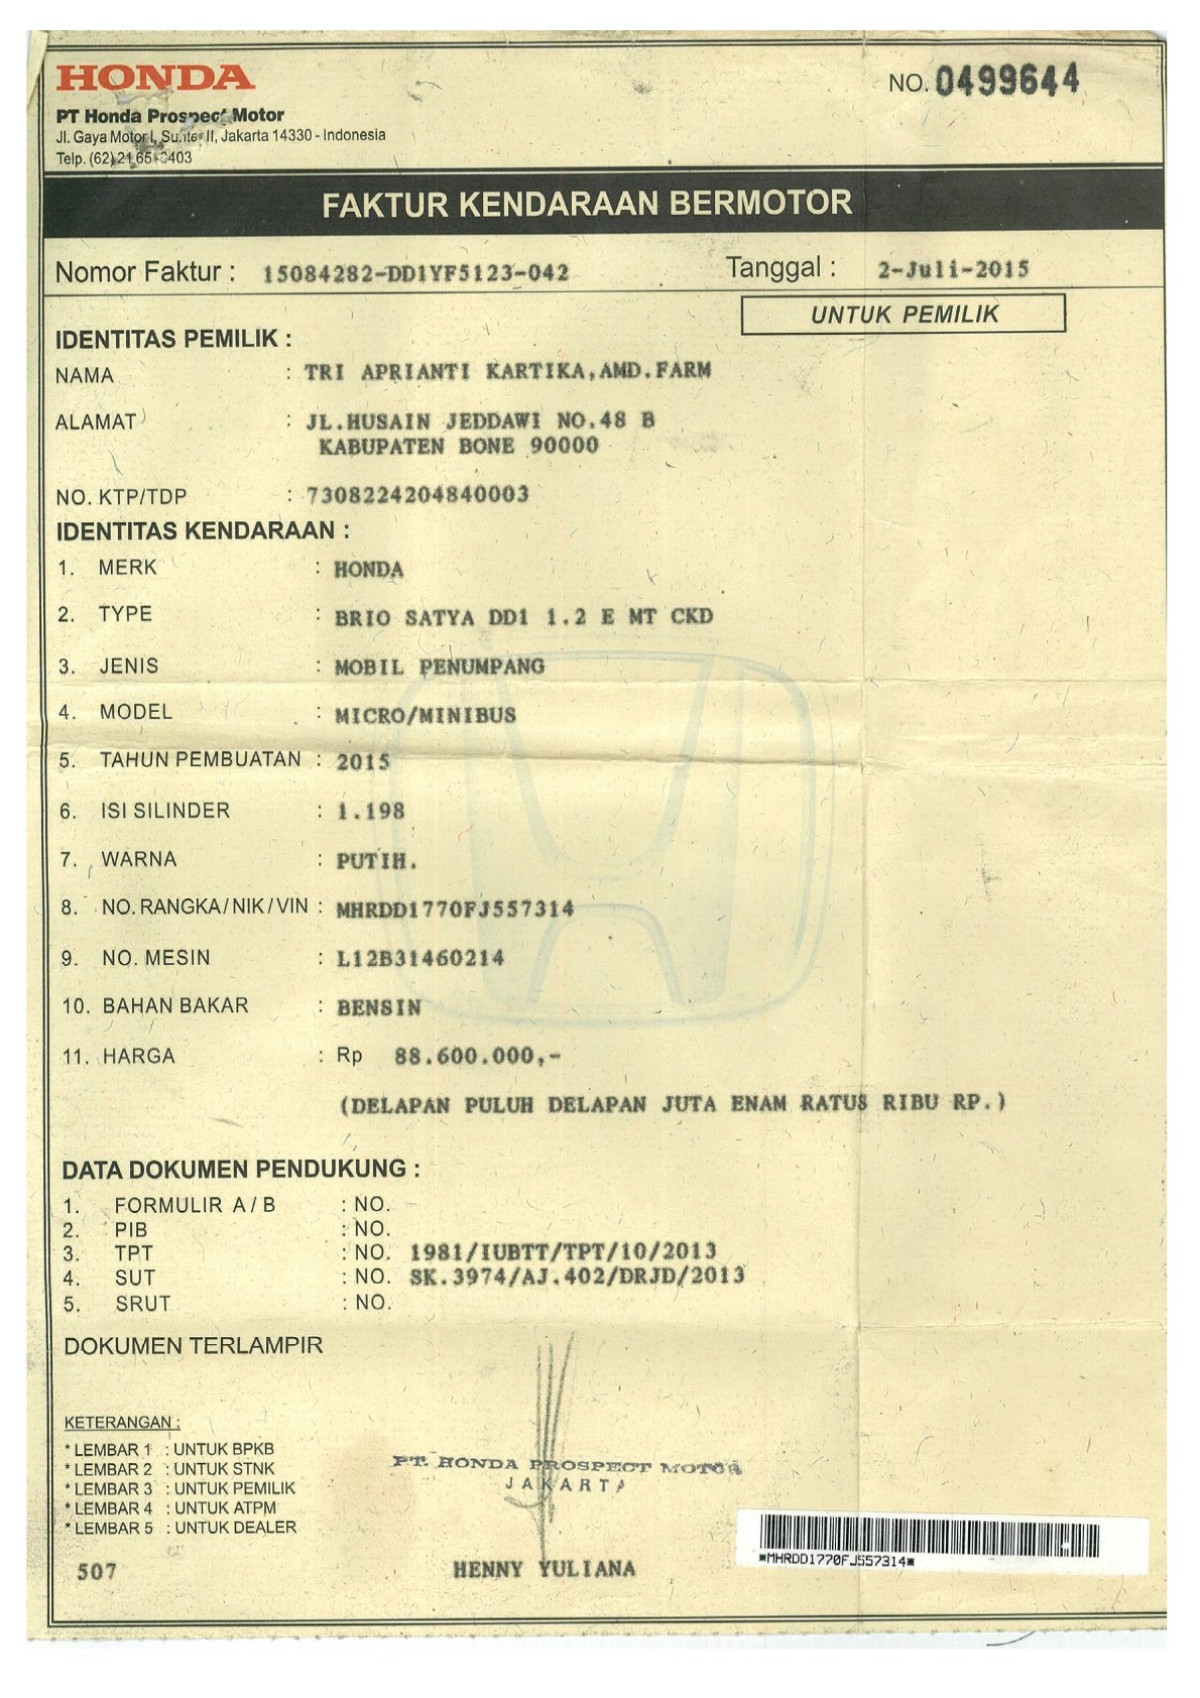 HONDA
NO. 0499644
PT Honda Prospect Motor
Jl. Gaya Motor I, Sunter II, Jakarta 14330 - Indonesia
Telp. (62) 21 65 403
FAKTUR KENDARAAN BERMOTOR
Nomor Faktur : 15084282-DD1YF5123-042 Tanggal : 2-Juli-2015
UNTUK PEMILIK
IDENTITAS PEMILIK :
NAMA : TRI APRIANTI KARTIKA,AMD.FARM
ALAMAT : JL.HUSAIN JEDDAWI NO.48 B
KABUPATEN BONE 90000
NO. KTP/TDP : 7308224204840003
IDENTITAS KENDARAAN :
1. MERK : HONDA
2. TYPE : BRIO SATYA DD1 1.2 E MT CKD
3. JENIS : MOBIL PENUMPANG
4. MODEL : MICRO/MINIBUS
5. TAHUN PEMBUATAN : 2015
6. ISI SILINDER : 1.198
7. WARNA : PUTIH.
8. NO. RANGKA/NIK/VIN : MHRDD1770FJ557314
9. NO. MESIN : L12B31460214
10. BAHAN BAKAR : BENSIN
11. HARGA : Rp 88.600.000,-
(DELAPAN PULUH DELAPAN JUTA ENAM RATUS RIBU RP.)
DATA DOKUMEN PENDUKUNG :
1. FORMULIR A / B : NO.
2. PIB : NO.
3. TPT : NO. 1981/IUBTT/TPT/10/2013
4. SUT : NO. SK.3974/AJ.402/DRJD/2013
5. SRUT : NO.
DOKUMEN TERLAMPIR
KETERANGAN :
* LEMBAR 1 : UNTUK BPKB
* LEMBAR 2 : UNTUK STNK
* LEMBAR 3 : UNTUK PEMILIK
* LEMBAR 4 : UNTUK ATPM
* LEMBAR 5 : UNTUK DEALER
PT. HONDA PROSPECT MOTOR
JAKARTA
507
HENNY YULIANA
*MHRDD1770FJ557314*